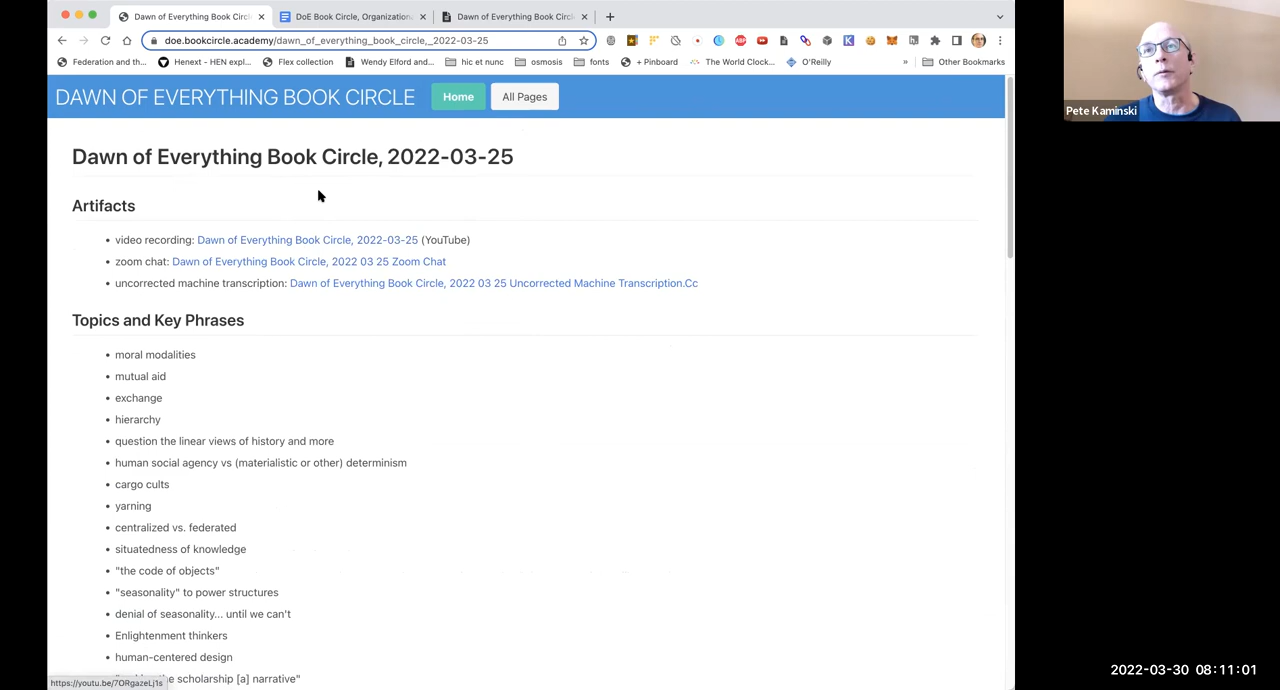 Dawn of Everything Book Circ
DoE Book Circle, Organization
Dawn of Everything Book Circl
doe.bookcircle.academy/dawn_of_everything_book_circle,_2022-03-25
Federation and th...
Henext - HEN expl...
Flex collection
Wendy Elford and...
hic et nunc
osmosis
fonts
+ Pinboard
The World Clock...
O'Reilly
»
Other Bookmarks
DAWN OF EVERYTHING BOOK CIRCLE
Home
All Pages
Dawn of Everything Book Circle, 2022-03-25
Artifacts
• video recording: Dawn of Everything Book Circle, 2022-03-25 (YouTube)
• zoom chat: Dawn of Everything Book Circle, 2022 03 25 Zoom Chat
• uncorrected machine transcription: Dawn of Everything Book Circle, 2022 03 25 Uncorrected Machine Transcription.Cc
Topics and Key Phrases
• moral modalities
• mutual aid
• exchange
• hierarchy
• question the linear views of history and more
• human social agency vs (materialistic or other) determinism
• cargo cults
• yarning
• centralized vs. federated
• situatedness of knowledge
• "the code of objects"
• "seasonality" to power structures
• denial of seasonality... until we can't
• Enlightenment thinkers
• human-centered design
the scholarship [a] narrative"
https://youtu.be/7ORgazeLj1s
Pete Kaminski
2022-03-30 08:11:01